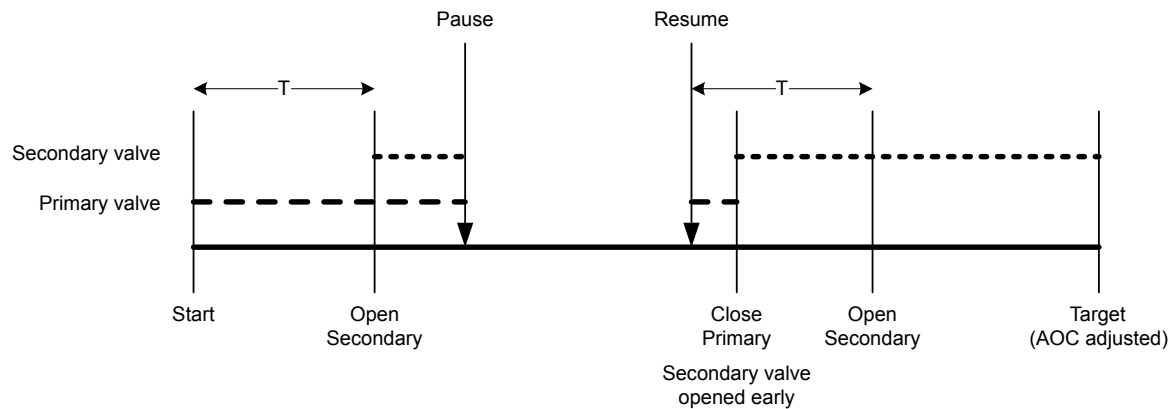 Pause
Resume
T
T
Secondary valve
Primary valve
Start
Open
Secondary
Close
Primary
Open
Secondary
Target
(AOC adjusted)
Secondary valve
opened early